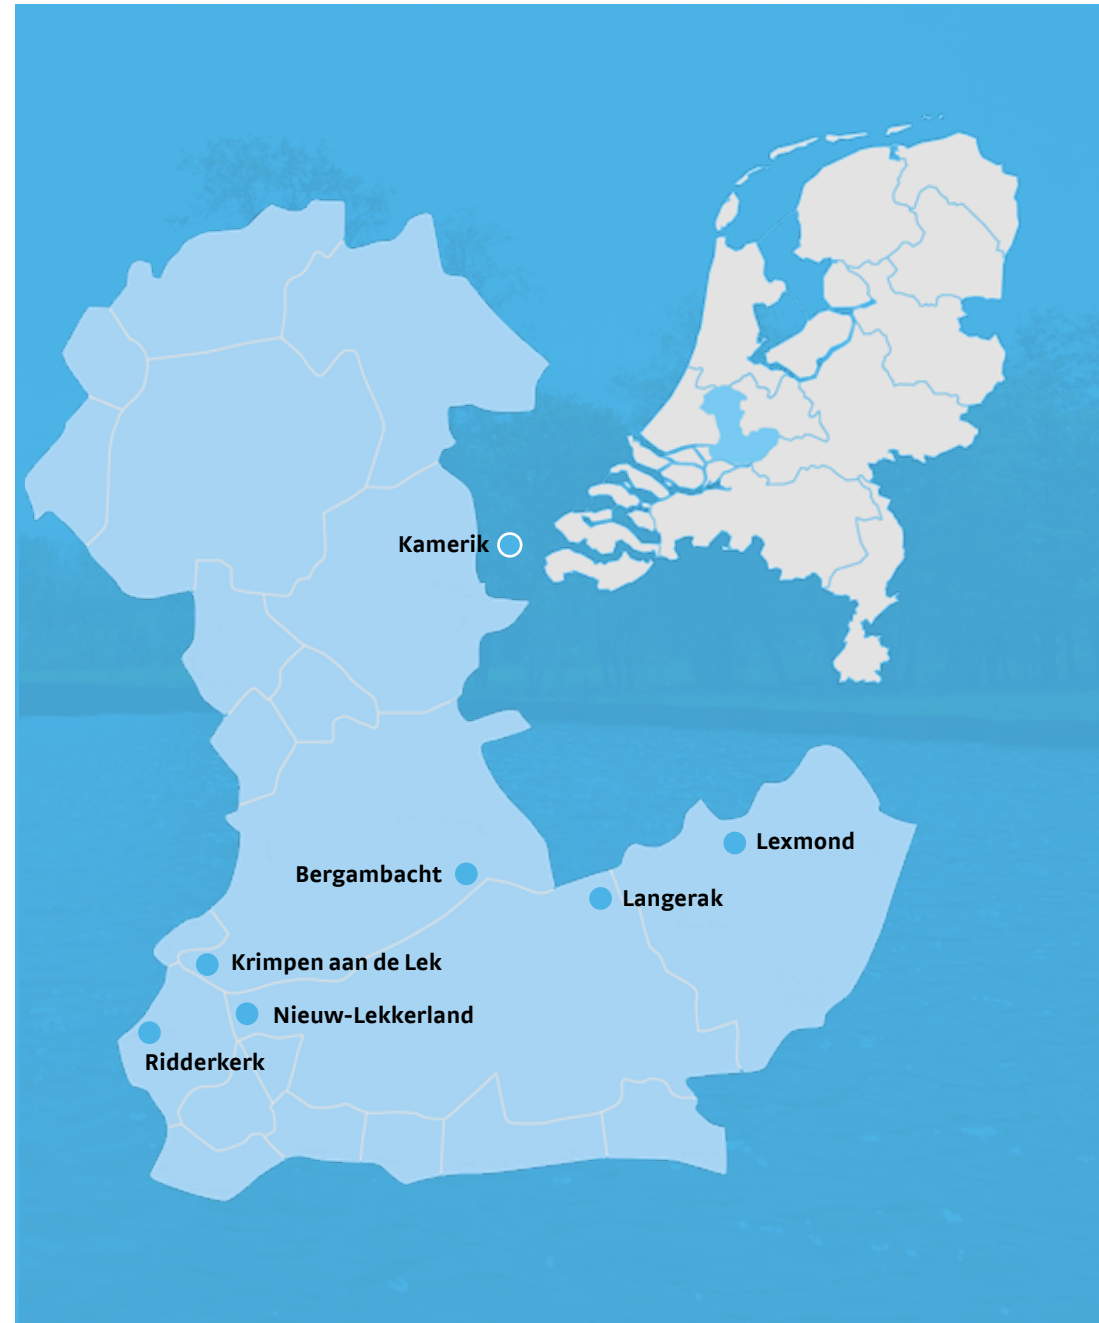 Kamerik
Lexmond
Bergambacht
Langerak
Krimpen aan de Lek
Nieuw-Lekkerland
Ridderkerk